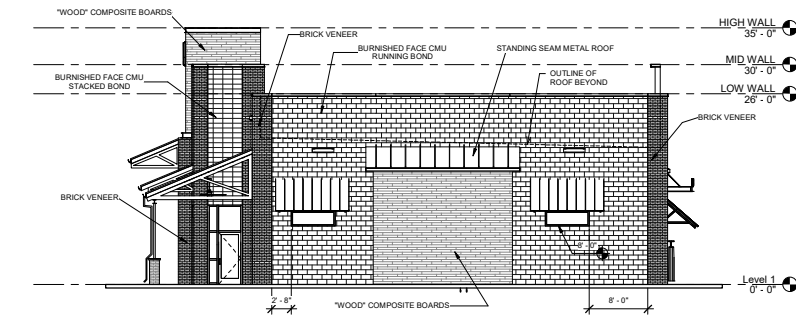 "WOOD" COMPOSITE BOARDS
HIGH WALL
35' - 0"
BRICK VENEER
BURNISHED FACE CMU
RUNNING BOND
STANDING SEAM METAL ROOF
MID WALL
30' - 0"
BURNISHED FACE CMU
STACKED BOND
OUTLINE OF
ROOF BEYOND
LOW WALL
26' - 0"
BRICK VENEER
BRICK VENEER
6' - 0"
Level 1
0' - 0"
2' - 8"
"WOOD" COMPOSITE BOARDS
8' - 0"